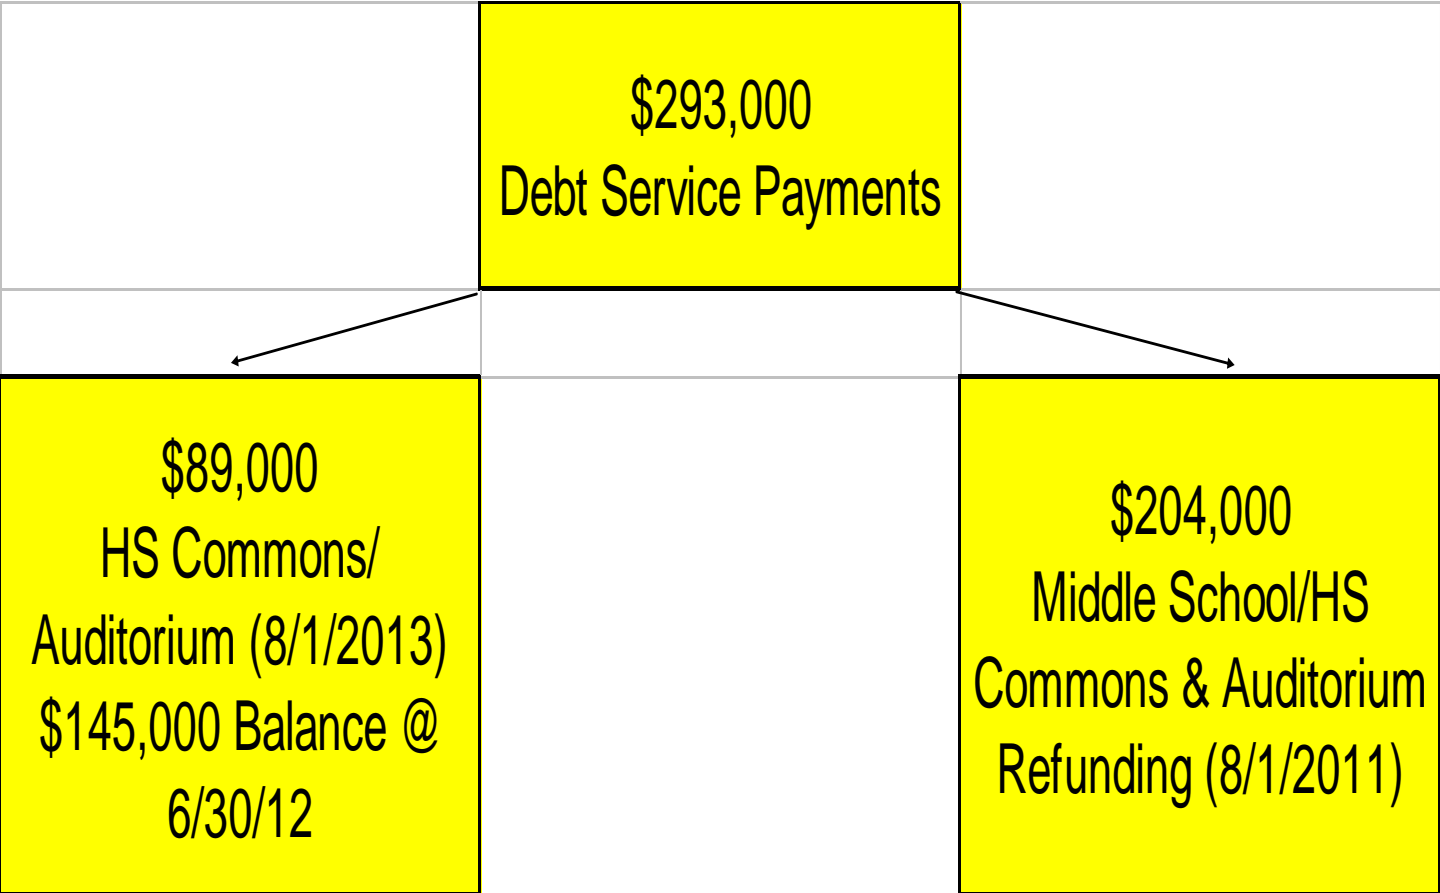 $293,000
Debt Service Payments
$89,000
HS Commons/
Auditorium (8/1/2013)
$145,000 Balance @
6/30/12
$204,000
Middle School/HS
Commons & Auditorium
Refunding (8/1/2011)